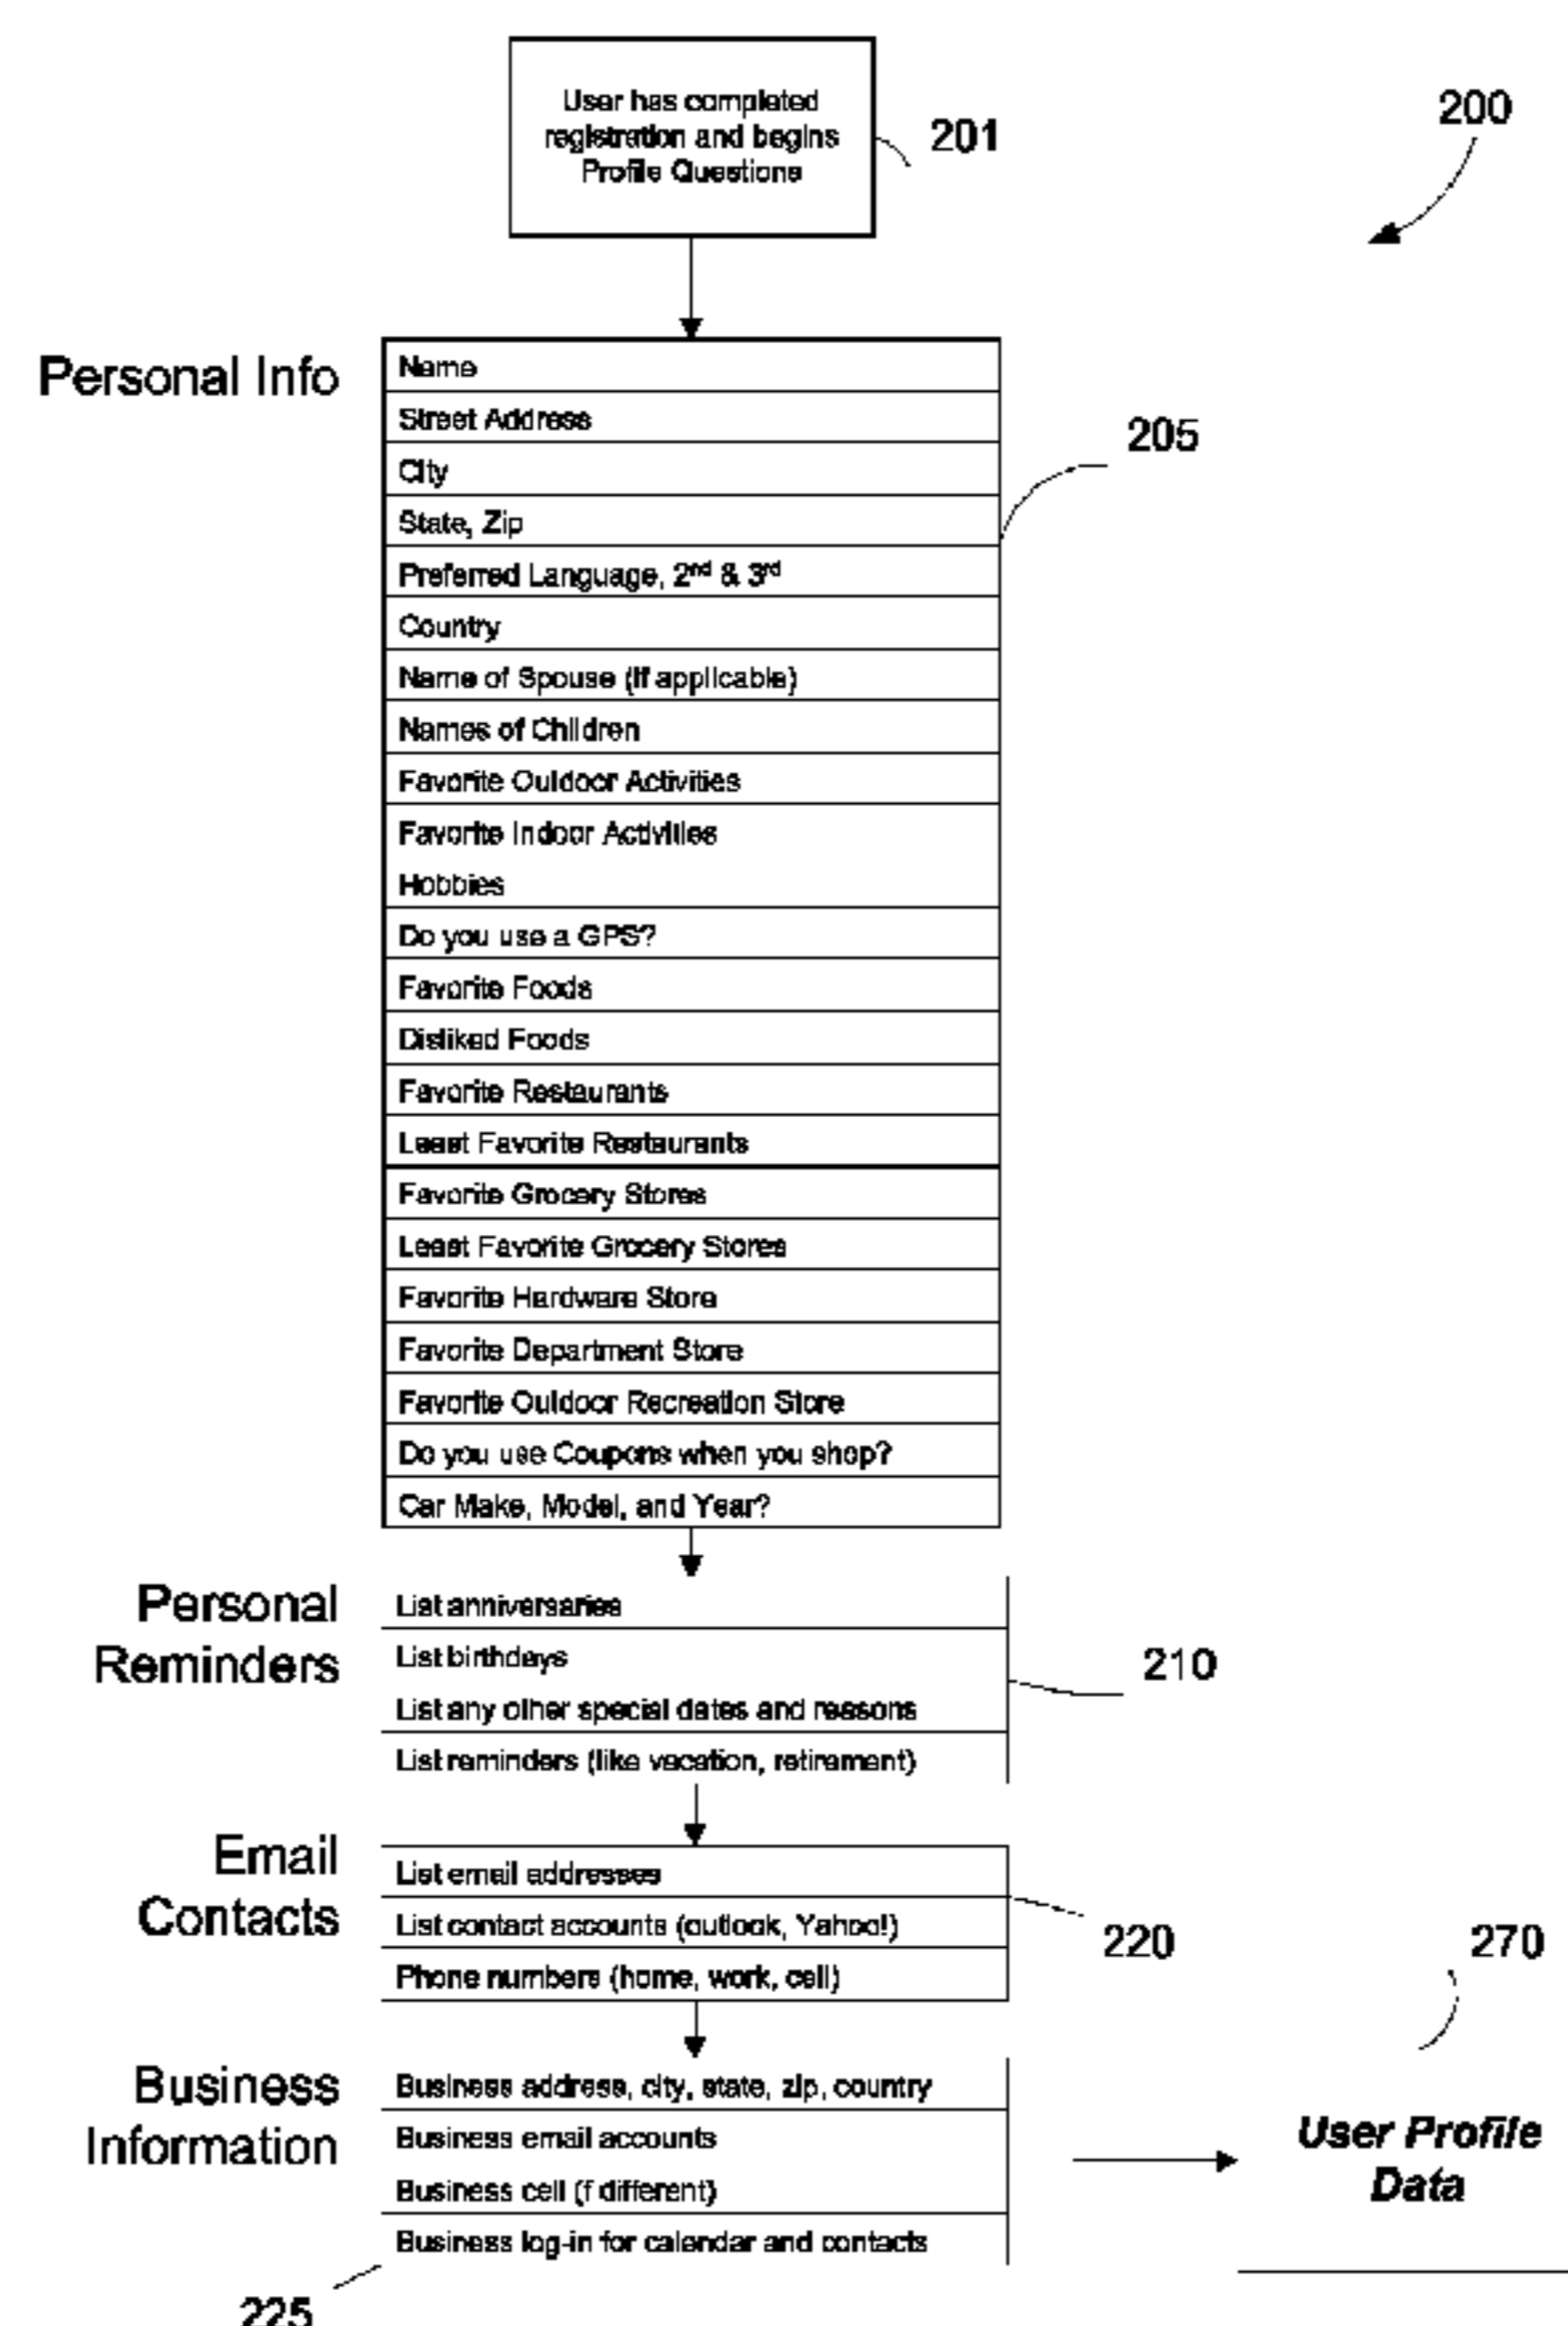 User has completed
registration and begins
Profile Questions
201
200
Personal Info
Name
Street Address
City
205
State, Zip
Preferred Language, 2nd & 3rd
Country
Name of Spouse (if applicable)
Names of Children
Favorite Outdoor Activities
Favorite Indoor Activities
Hobbies
Do you use a GPS?
Favorite Foods
Disliked Foods
Favorite Restaurants
Least Favorite Restaurants
Favorite Grocery Stores
Least Favorite Grocery Stores
Favorite Hardware Store
Favorite Department Store
Favorite Outdoor Recreation Store
Do you use Coupons when you shop?
Car Make, Model, and Year?
Personal
Reminders
List anniversaries
List birthdays
210
List any other special dates and reasons
List reminders (like vacation, retirement)
Email
Contacts
List email addresses
List contact accounts (outlook, Yahoo!)
Phone numbers (home, work, cell)
220
270
Business
Information
Business address, city, state, zip, country
Business email accounts
Business cell (f different)
Business log-in for calendar and contacts
User Profile
Data
225